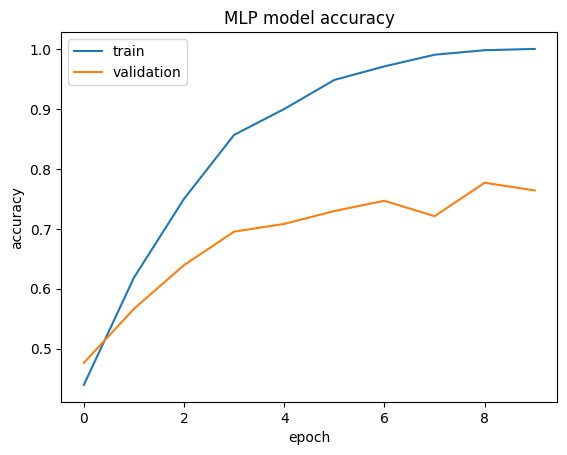 MLP model accuracy
train
validation
accuracy
1.0
0.9
0.8
0.7
0.6
0.5
0 2 4 6 8
epoch